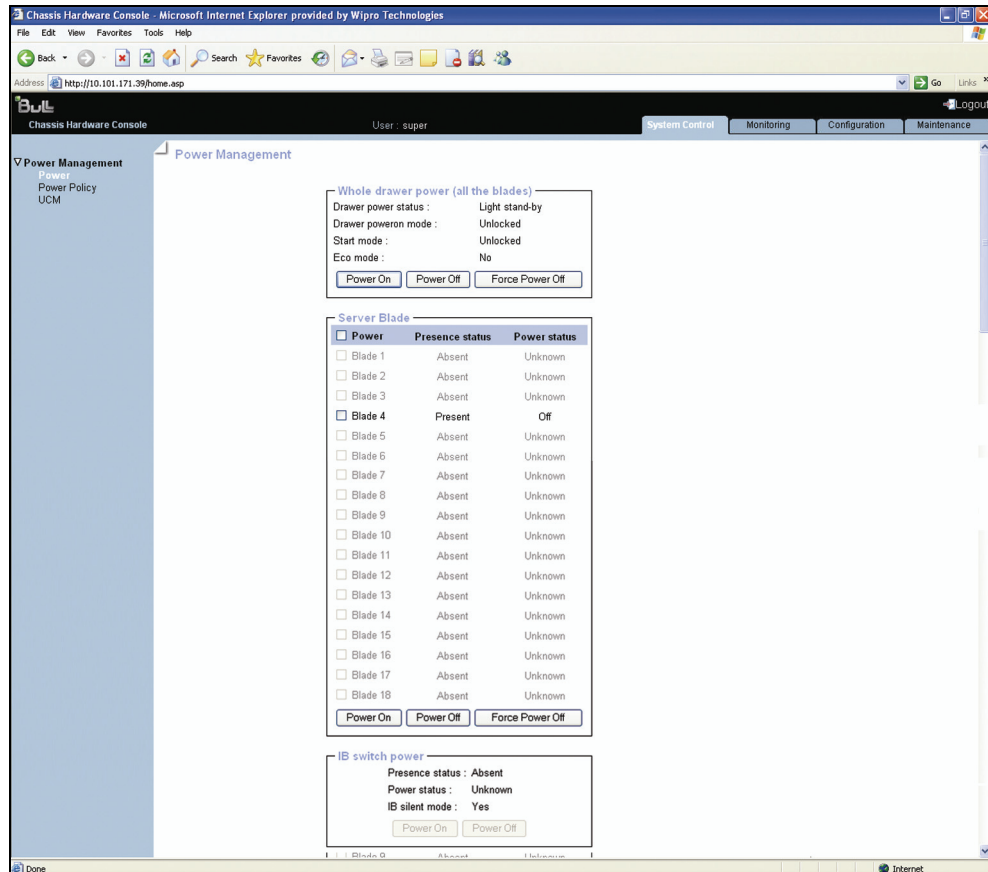 Chassis Hardware Console - Microsoft Internet Explorer provided by Wipro Technologies
File Edit View Favorites Tools Help
Back Search Favorites
Address http://10.101.171.39/home.asp Go Links
Bull Logout
Chassis Hardware Console User : super System Control Monitoring Configuration Maintenance
Power Management
Power
Power Policy
UCM
Power Management
Whole drawer power (all the blades)
Drawer power status : Light stand-by
Drawer poweron mode : Unlocked
Start mode : Unlocked
Eco mode : No
Power On Power Off Force Power Off
Server Blade
Power Presence status Power status
Blade 1 Absent Unknown
Blade 2 Absent Unknown
Blade 3 Absent Unknown
Blade 4 Present Off
Blade 5 Absent Unknown
Blade 6 Absent Unknown
Blade 7 Absent Unknown
Blade 8 Absent Unknown
Blade 9 Absent Unknown
Blade 10 Absent Unknown
Blade 11 Absent Unknown
Blade 12 Absent Unknown
Blade 13 Absent Unknown
Blade 14 Absent Unknown
Blade 15 Absent Unknown
Blade 16 Absent Unknown
Blade 17 Absent Unknown
Blade 18 Absent Unknown
Power On Power Off Force Power Off
IB switch power
Presence status : Absent
Power status : Unknown
IB silent mode : Yes
Power On Power Off
Blade 9 Absent Unknown
Done Internet